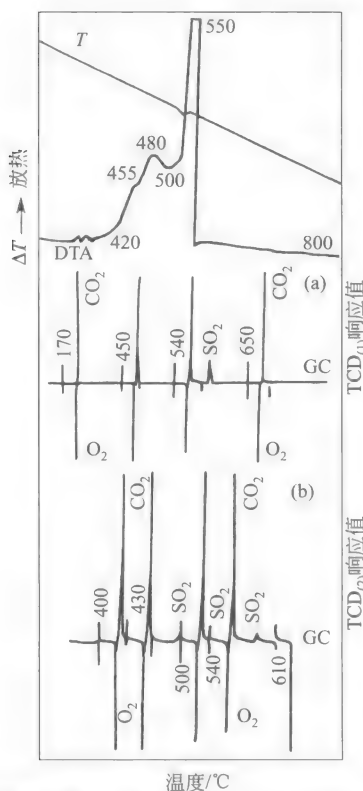 550
T
480
455
500
420
DTA
800
ΔT → 放热
CO₂
(a)
CO₂
170
450
540
SO₂
650
GC
O₂
O₂
TCD₍₁₎响应值
(b)
CO₂
CO₂
400
430
SO₂
SO₂
SO₂
GC
500
540
610
O₂
O₂
TCD₍₂₎响应值
温度/℃